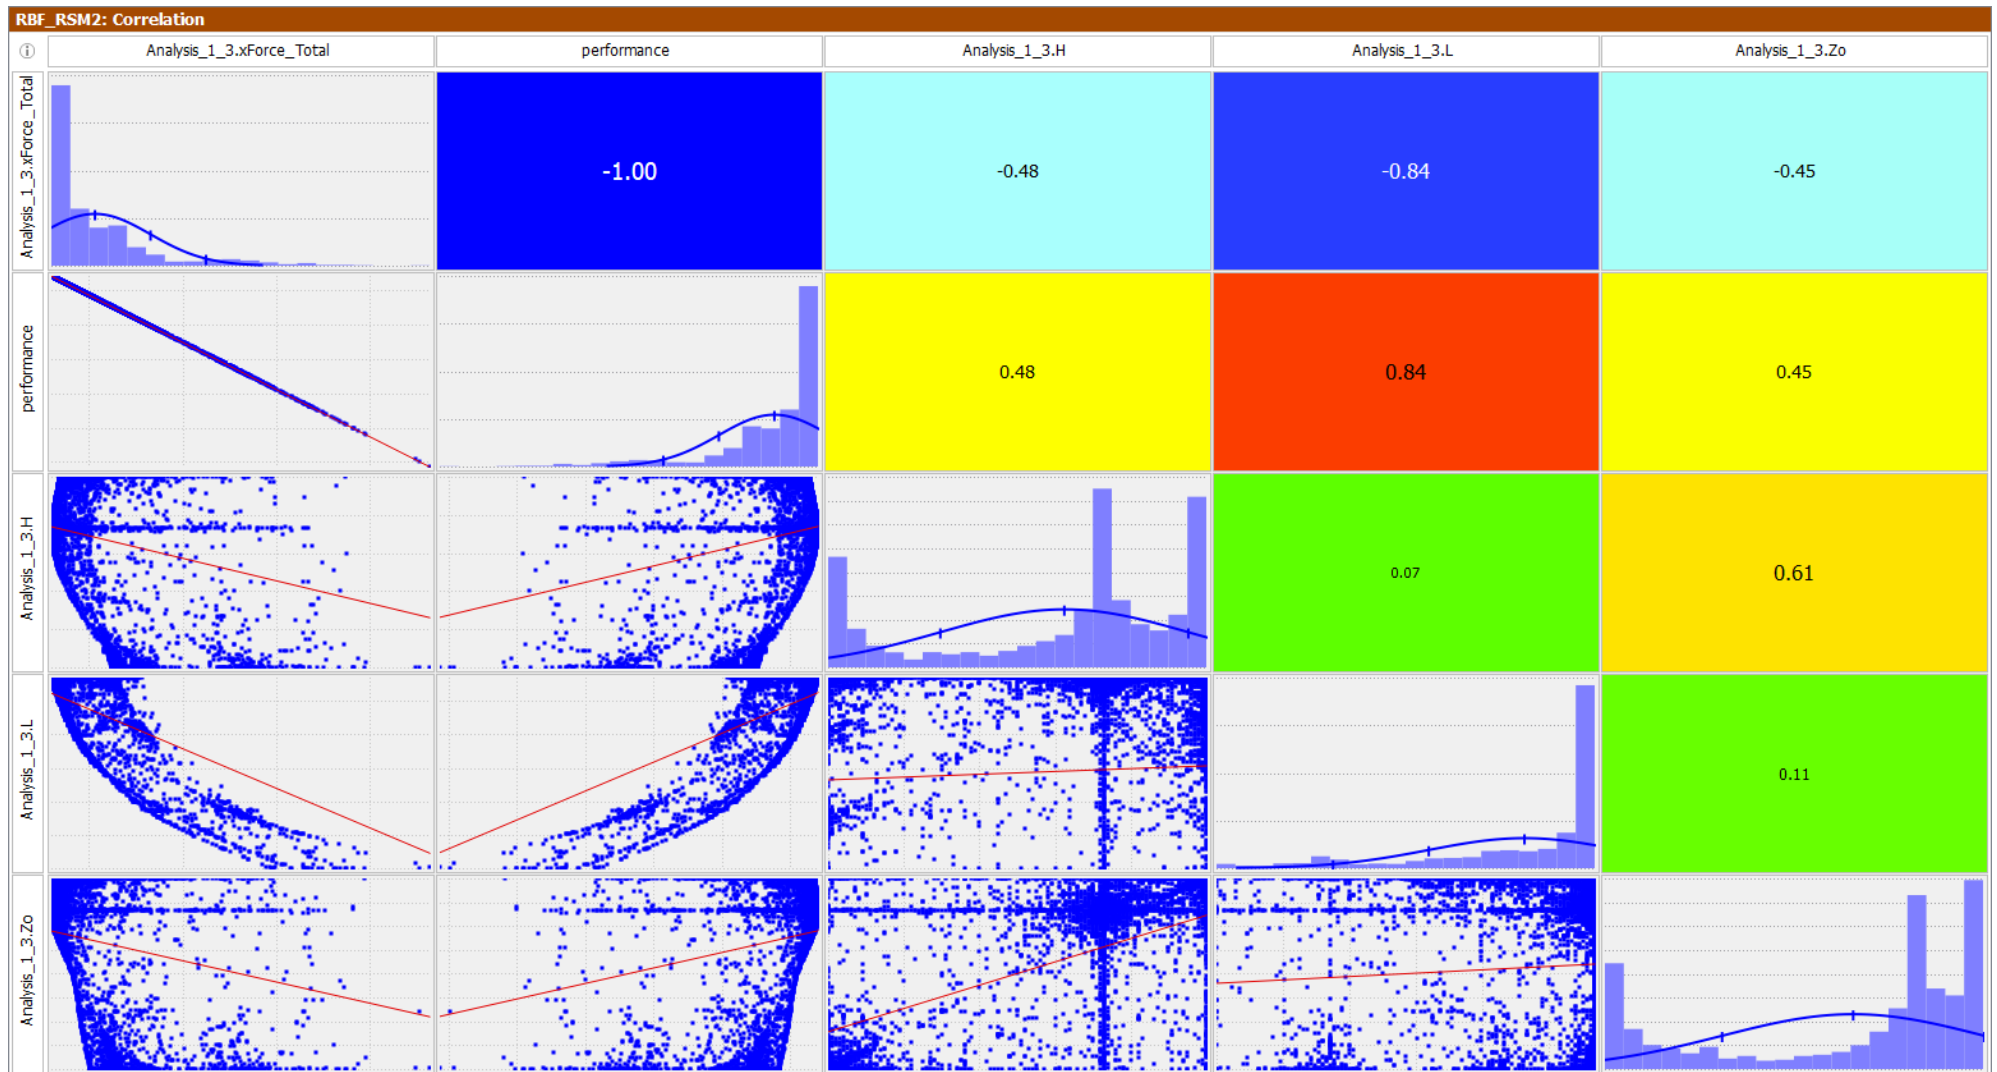 RBF_RSM2: Correlation
Analysis_1_3.xForce_Total performance Analysis_1_3.H Analysis_1_3.L Analysis_1_3.Zo
Analysis_1_3.xForce_Total
-1.00 -0.48 -0.84 -0.45
performance
0.48 0.84 0.45
Analysis_1_3.H
0.07 0.61
Analysis_1_3.L
0.11
Analysis_1_3.Zo